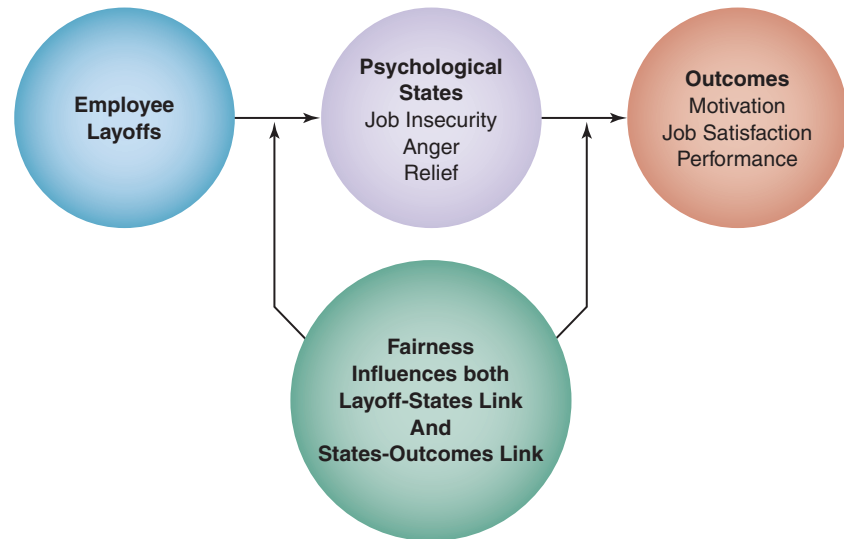 Employee
Layoffs
Psychological
States
Job Insecurity
Anger
Relief
Outcomes
Motivation
Job Satisfaction
Performance
Fairness
Influences both
Layoff-States Link
And
States-Outcomes Link